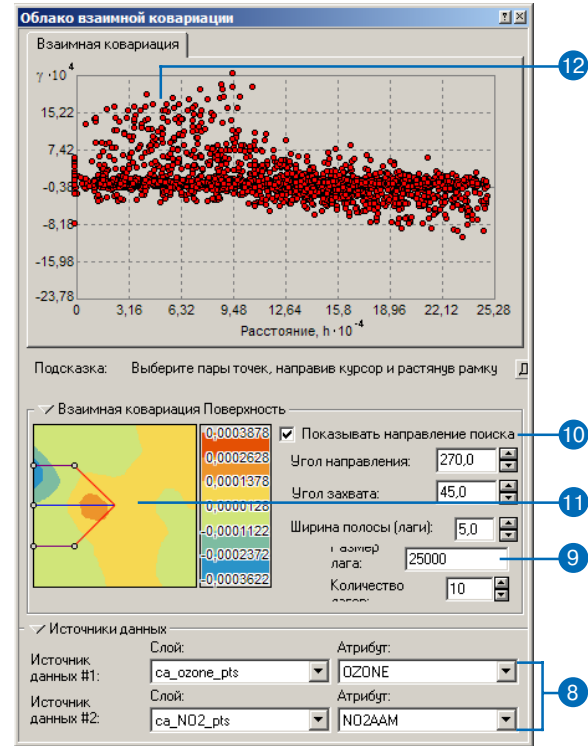 Облако взаимной ковариации
Взаимная ковариация
γ·10⁴
15,22
7,42
-0,38
-8,18
-15,98
-23,78
0 3,16 6,32 9,48 12,64 15,8 18,96 22,12 25,28
Расстояние, h·10⁻⁴
12
Подсказка: Выберите пары точек, направив курсор и растянув рамку
Взаимная ковариация Поверхность
0,0003878
0,0002628
0,0001378
0,0000128
-0,0001122
-0,0002372
-0,0003622
Показывать направление поиска
10
Угол направления: 270,0
Угол захвата: 45,0
11
Ширина полосы (лаги): 5,0
Размер
лага: 25000
9
Количество
лагов: 10
Источники данных
Слой: Атрибут:
Источник
данных #1: ca_ozone_pts OZONE
8
Слой: Атрибут:
Источник
данных #2: ca_NO2_pts NO2AAM